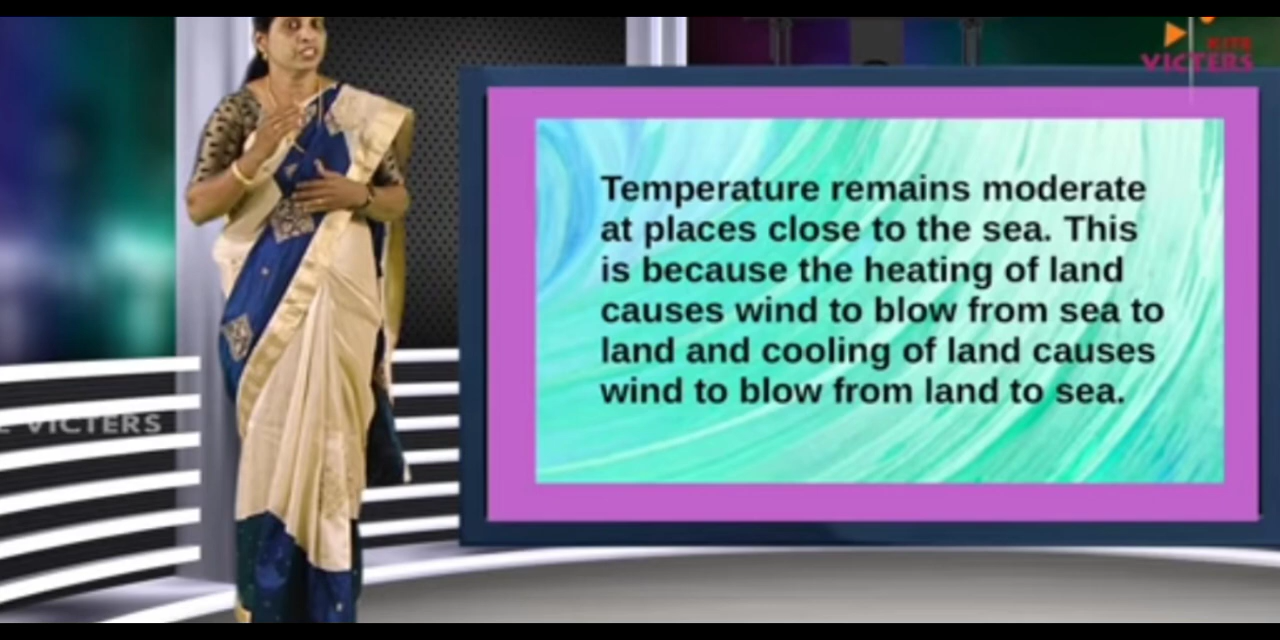 KITE
VICTERS
Temperature remains moderate
at places close to the sea. This
is because the heating of land
causes wind to blow from sea to
land and cooling of land causes
wind to blow from land to sea.
VICTERS